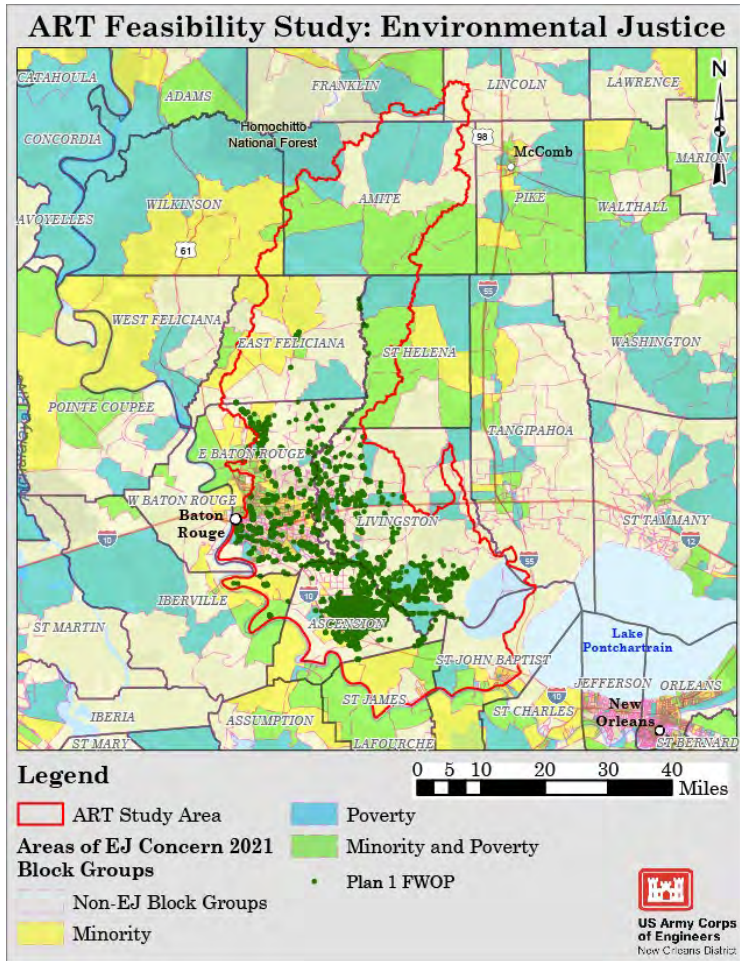 ART Feasibility Study: Environmental Justice
CATAHOULA
FRANKLIN
LINCOLN
LAWRENCE
N
ADAMS
CONCORDIA
Homochitto
National Forest
98
McComb
MARION
AVOYELLES
WILKINSON
AMITE
PIKE
WALTHALL
61
55
WEST FELICIANA
EAST FELICIANA
ST HELENA
WASHINGTON
POINTE COUPEE
TANGIPAHOA
E BATON ROUGE
W BATON ROUGE
Baton
Rouge
LIVINGSTON
ST TAMMANY
10
12
55
IBERVILLE
10
ST MARTIN
ASCENSION
Lake
Pontchartrain
ST JOHN BAPTIST
JEFFERSON
ORLEANS
ST JAMES
10
New
Orleans
IBERIA
ASSUMPTION
ST CHARLES
ST MARY
LAFOURCHE
ST BERNARD
Legend
0 5 10 20 30 40
Miles
ART Study Area
Poverty
Areas of EJ Concern 2021
Block Groups
Minority and Poverty
Non-EJ Block Groups
Plan 1 FWOP
Minority
US Army Corps
of Engineers
New Orleans District